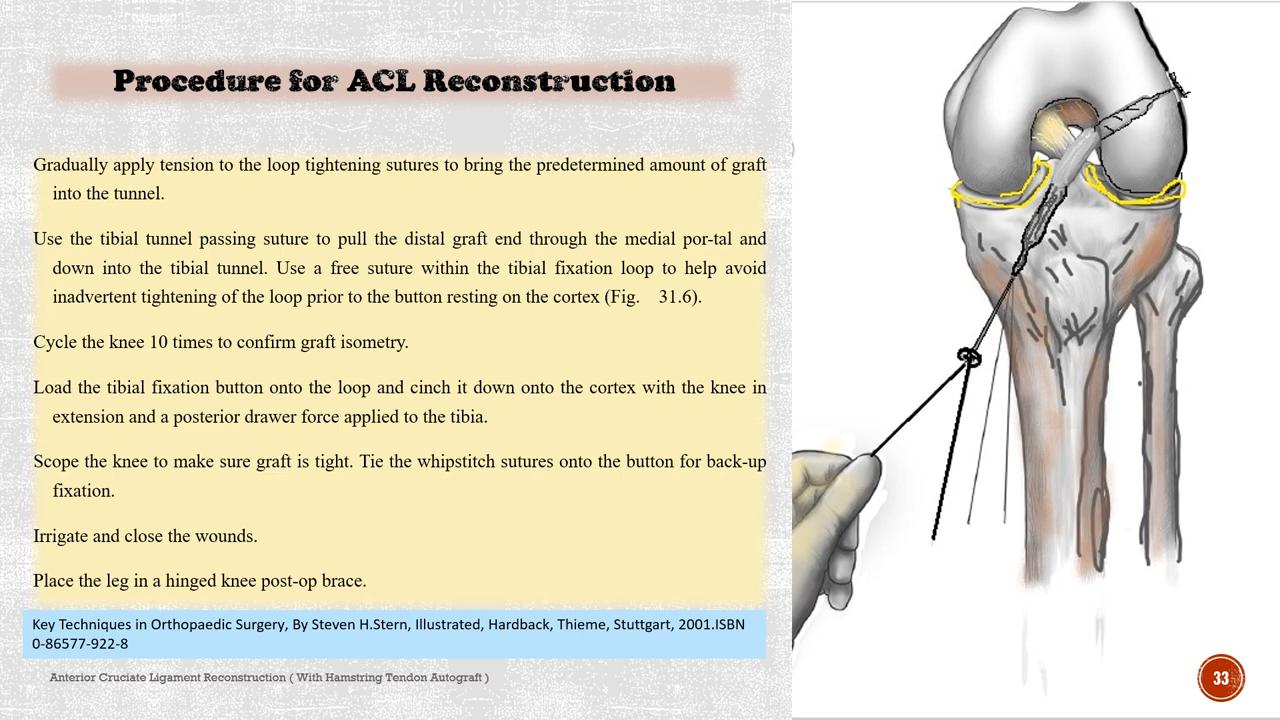 Procedure for ACL Reconstruction
Gradually apply tension to the loop tightening sutures to bring the predetermined amount of graft
into the tunnel.
Use the tibial tunnel passing suture to pull the distal graft end through the medial por-tal and
down into the tibial tunnel. Use a free suture within the tibial fixation loop to help avoid
inadvertent tightening of the loop prior to the button resting on the cortex (Fig. 31.6).
Cycle the knee 10 times to confirm graft isometry.
Load the tibial fixation button onto the loop and cinch it down onto the cortex with the knee in
extension and a posterior drawer force applied to the tibia.
Scope the knee to make sure graft is tight. Tie the whipstitch sutures onto the button for back-up
fixation.
Irrigate and close the wounds.
Place the leg in a hinged knee post-op brace.
Key Techniques in Orthopaedic Surgery, By Steven H.Stern, Illustrated, Hardback, Thieme, Stuttgart, 2001.ISBN
0-86577-922-8
Anterior Cruciate Ligament Reconstruction ( With Hamstring Tendon Autograft )
33